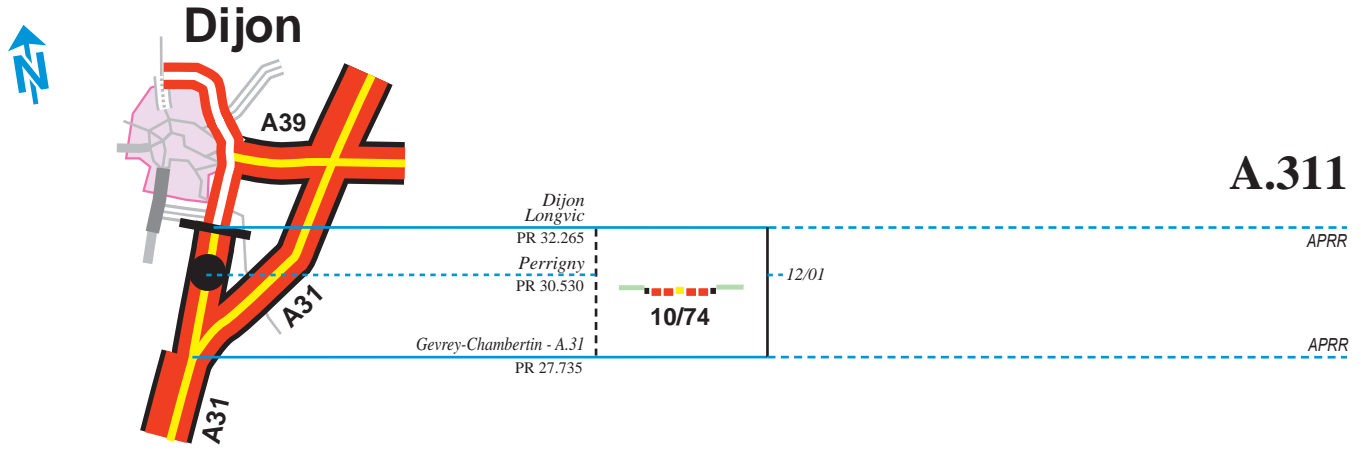 Dijon
N
A39
A.311
Dijon
Longvic
PR 32.265
APRR
Perrigny
PR 30.530
12/01
A31
10/74
Gevrey-Chambertin - A.31
APRR
PR 27.735
A31